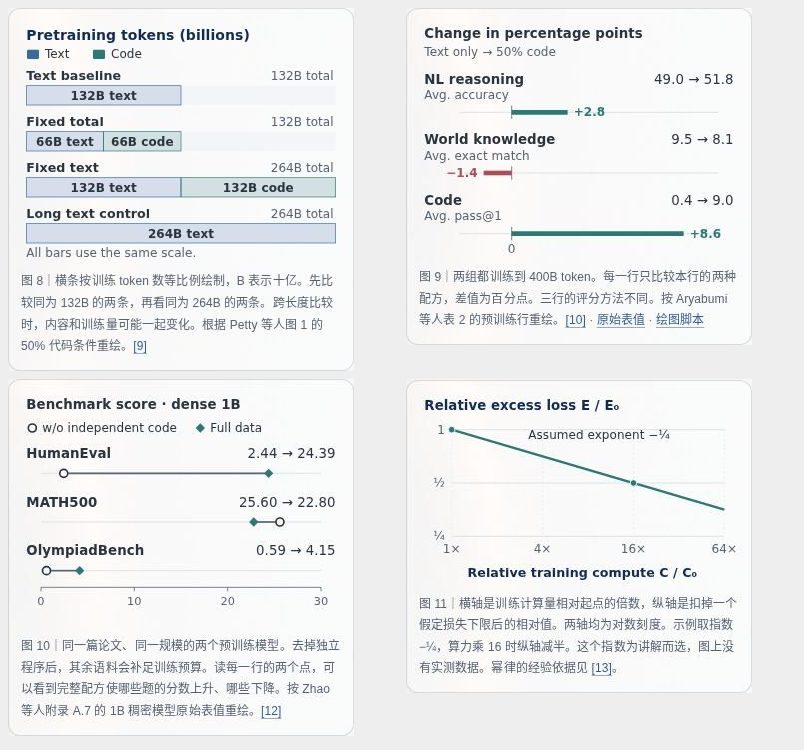 Pretraining tokens (billions)
Text Code
Text baseline 132B total
132B text
Fixed total 132B total
66B text 66B code
Fixed text 264B total
132B text 132B code
Long text control 264B total
264B text
All bars use the same scale.
图 8｜横条按训练 token 数等比例绘制，B 表示十亿。先比
较同为 132B 的两条，再看同为 264B 的两条。跨长度比较
时，内容和训练量可能一起变化。根据 Petty 等人图 1 的
50% 代码条件重绘。[9]
Change in percentage points
Text only → 50% code
NL reasoning 49.0 → 51.8
Avg. accuracy
+2.8
World knowledge 9.5 → 8.1
Avg. exact match
−1.4
Code 0.4 → 9.0
Avg. pass@1
+8.6
0
图 9｜两组都训练到 400B token。每一行只比较本行的两种
配方，差值为百分点。三行的评分方法不同。按 Aryabumi
等人表 2 的预训练行重绘。[10] · 原始表值 · 绘图脚本
Benchmark score · dense 1B
w/o independent code Full data
HumanEval 2.44 → 24.39
MATH500 25.60 → 22.80
OlympiadBench 0.59 → 4.15
0 10 20 30
图 10｜同一篇论文、同一规模的两个预训练模型。去掉独立
程序后，其余语料会补足训练预算。读每一行的两个点，可
以看到完整配方使哪些题的分数上升、哪些下降。按 Zhao
等人附录 A.7 的 1B 稠密模型原始表值重绘。[12]
Relative excess loss E / E₀
1
Assumed exponent −¼
½
¼
1× 4× 16× 64×
Relative training compute C / C₀
图 11｜横轴是训练计算量相对起点的倍数，纵轴是扣掉一个
假定损失下限后的相对值。两轴均为对数刻度。示例取指数
−¼，算力乘 16 时纵轴减半。这个指数为讲解而选，图上没
有实测数据。幂律的经验依据见 [13]。